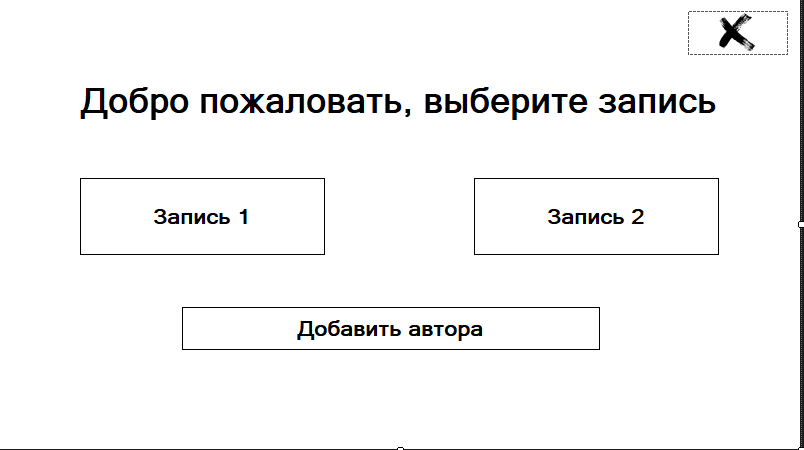 Добро пожаловать, выберите запись
Запись 1
Запись 2
Добавить автора